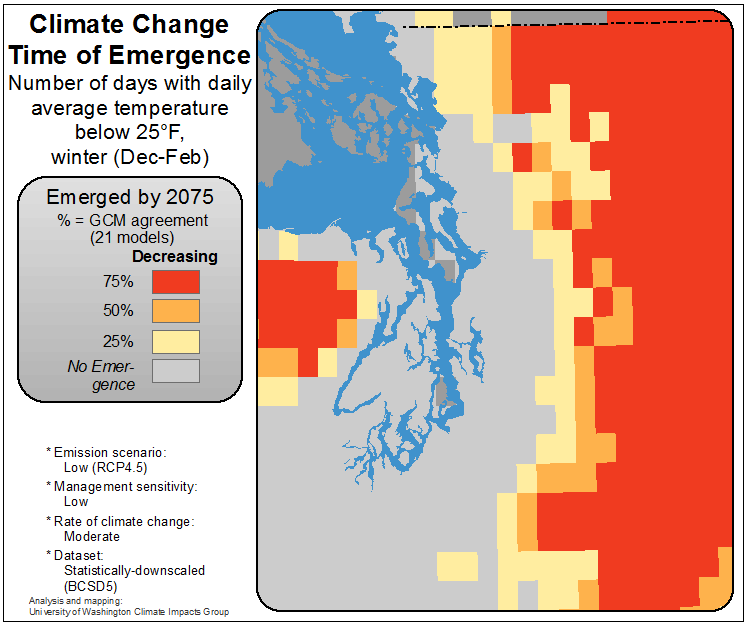 Climate Change
Time of Emergence
Number of days with daily
average temperature
below 25°F,
winter (Dec-Feb)
Emerged by 2075
% = GCM agreement
(21 models)
Decreasing
75%
50%
25%
No Emer-
gence
* Emission scenario:
Low (RCP4.5)
* Management sensitivity:
Low
* Rate of climate change:
Moderate
* Dataset:
Statistically-downscaled
(BCSD5)
Analysis and mapping:
University of Washington Climate Impacts Group